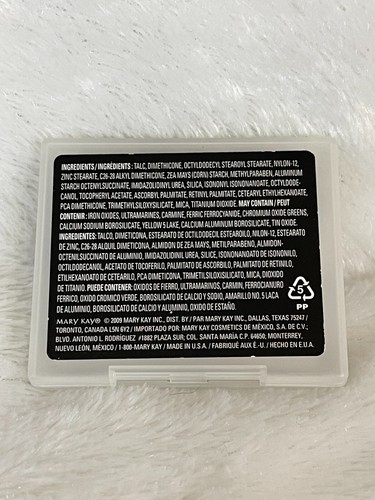 INGREDIENTS/INGRÉDIENTS: TALC, DIMETHICONE, OCTYLDODECYL STEAROYL STEARATE, NYLON-12,
ZINC STEARATE, C26-28 ALKYL DIMETHICONE, ZEA MAYS (CORN) STARCH, METHYLPARABEN, ALUMINUM
STARCH OCTENYLSUCCINATE, IMIDAZOLIDINYL UREA, SILICA, ISONONYL ISONONANOATE, OCTYLDODE-
CANOL, TOCOPHERYL ACETATE, ASCORBYL PALMITATE, RETINYL PALMITATE, CETEARYL ETHYLHEXANOATE,
PCA DIMETHICONE, TRIMETHYLSILOXYSILICATE, MICA, TITANIUM DIOXIDE. MAY CONTAIN / PEUT
CONTENIR: IRON OXIDES, ULTRAMARINES, CARMINE, FERRIC FERROCYANIDE, CHROMIUM OXIDE GREENS,
CALCIUM SODIUM BOROSILICATE, YELLOW 5 LAKE, CALCIUM ALUMINUM BOROSILICATE, TIN OXIDE.
INGREDIENTES: TALCO, DIMETICONA, ESTEARATO DE OCTILDODECIL ESTEAROILO, NILON-12, ESTEARATO
DE ZINC, C26-28 ALQUIL DIMETICONA, ALMIDON DE ZEA MAYS, METILPARABENO, ALMIDON-
OCTENILSUCCINATO DE ALUMINIO, IMIDAZOLIDINIL UREA, SILICE, ISONONANOATO DE ISONONILO,
OCTILDODECANOL, ACETATO DE TOCOFERILO, PALMITATO DE ASCORBILO, PALMITATO DE RETINILO,
ETILHEXANOATO DE CETEARILO, PCA DIMETICONA, TRIMETILSILOXISILICATO, MICA, DIOXIDO
DE TITANIO. PUEDE CONTENER: OXIDOS DE FIERRO, ULTRAMARINOS, CARMIN, FERROCIANURO
FERRICO, OXIDO CROMICO VERDE, BOROSILICATO DE CALCIO Y SODIO, AMARILLO NO. 5 LACA
DE ALUMINIO, BOROSILICATO DE CALCIO Y ALUMINIO, OXIDO DE ESTAÑO.
5
PP
MARY KAY® © 2009 MARY KAY INC., DIST. BY / PAR MARY KAY INC., DALLAS, TEXAS 75247 /
TORONTO, CANADA L5N 6Y2 / IMPORTADO POR: MARY KAY COSMETICS DE MÉXICO, S.A. DE C.V.;
BLVD. ANTONIO L. RODRÍGUEZ #1882 PLAZA SUR; COL. SANTA MARÍA C.P. 64650, MONTERREY,
NUEVO LEÓN, MÉXICO / 1-800-MARY KAY / MADE IN U.S.A. / FABRIQUÉ AUX É.-U. / HECHO EN E.U.A.